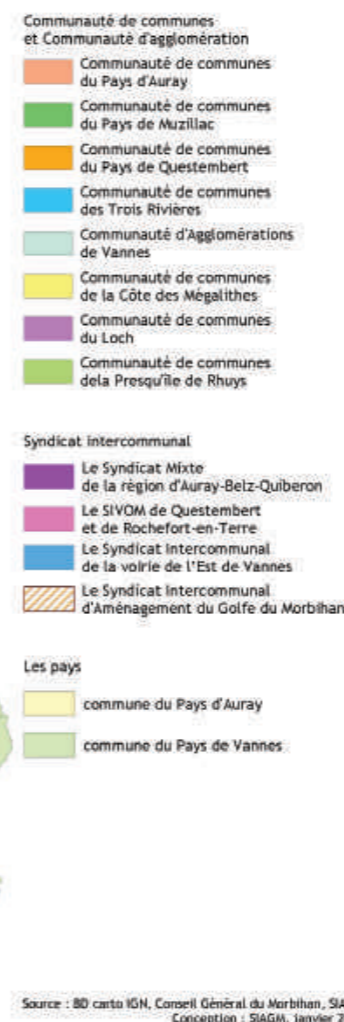 Communauté de communes
et Communauté d'agglomération
Communauté de communes
du Pays d'Auray
Communauté de communes
du Pays de Muzillac
Communauté de communes
du Pays de Questembert
Communauté de communes
des Trois Rivières
Communauté d'Agglomérations
de Vannes
Communauté de communes
de la Côte des Mégalithes
Communauté de communes
du Loch
Communauté de communes
dela Presqu'île de Rhuys
Syndicat intercommunal
Le Syndicat Mixte
de la région d'Auray-Belz-Quiberon
Le SIVOM de Questembert
et de Rochefort-en-Terre
Le Syndicat Intercommunal
de la voirie de l'Est de Vannes
Le Syndicat Intercommunal
d'Aménagement du Golfe du Morbihan
Les pays
commune du Pays d'Auray
commune du Pays de Vannes
Source : BD carto IGN, Conseil Général du Morbihan, SIA
Conception : SIAGM, janvier 2